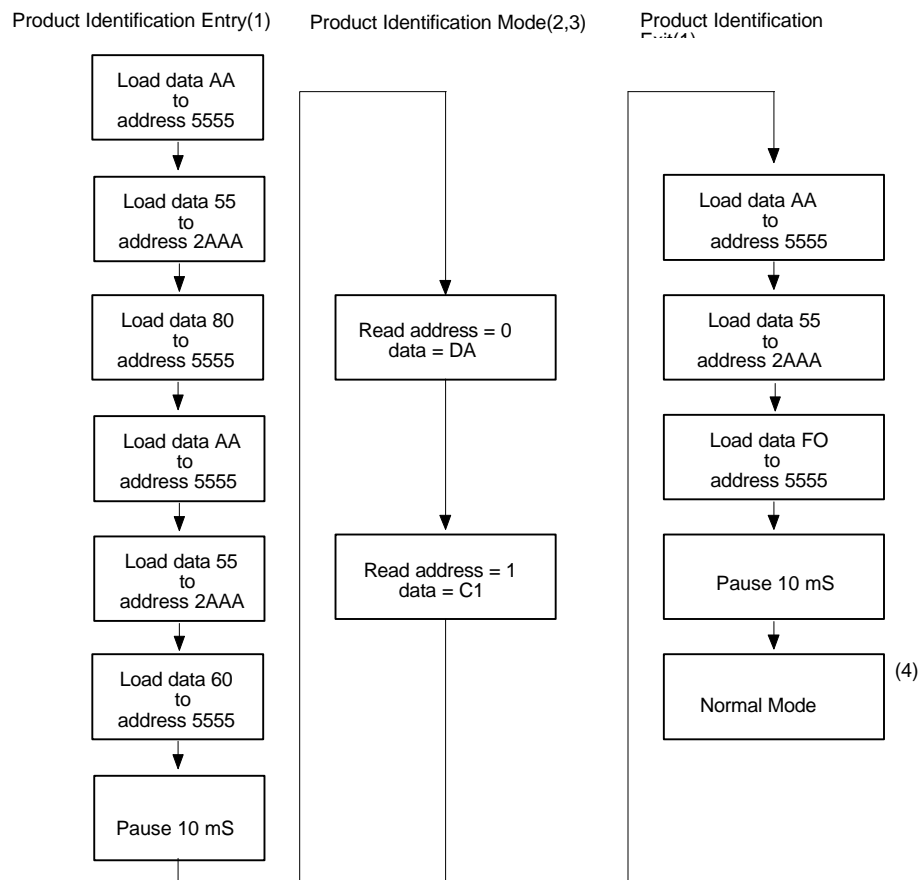 Product Identification Entry(1)
Load data AA
to
address 5555
Load data 55
to
address 2AAA
Load data 80
to
address 5555
Load data AA
to
address 5555
Load data 55
to
address 2AAA
Load data 60
to
address 5555
Pause 10 mS
Product Identification Mode(2,3)
Read address = 0
data = DA
Read address = 1
data = C1
Product Identification
Exit(1)
Load data AA
to
address 5555
Load data 55
to
address 2AAA
Load data FO
to
address 5555
Pause 10 mS
Normal Mode
(4)